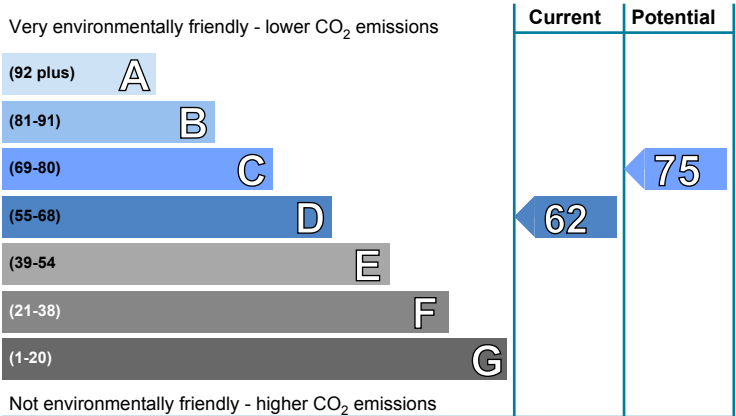 Very environmentally friendly - lower CO2 emissions
Current
Potential
(92 plus) A
(81-91) B
(69-80) C
75
(55-68) D
62
(39-54 E
(21-38) F
(1-20) G
Not environmentally friendly - higher CO2 emissions